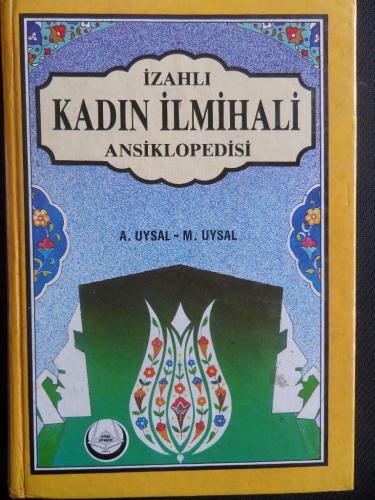 İZAHLI
KADIN İLMİHALİ
ANSİKLOPEDİSİ
A. UYSAL - M. UYSAL